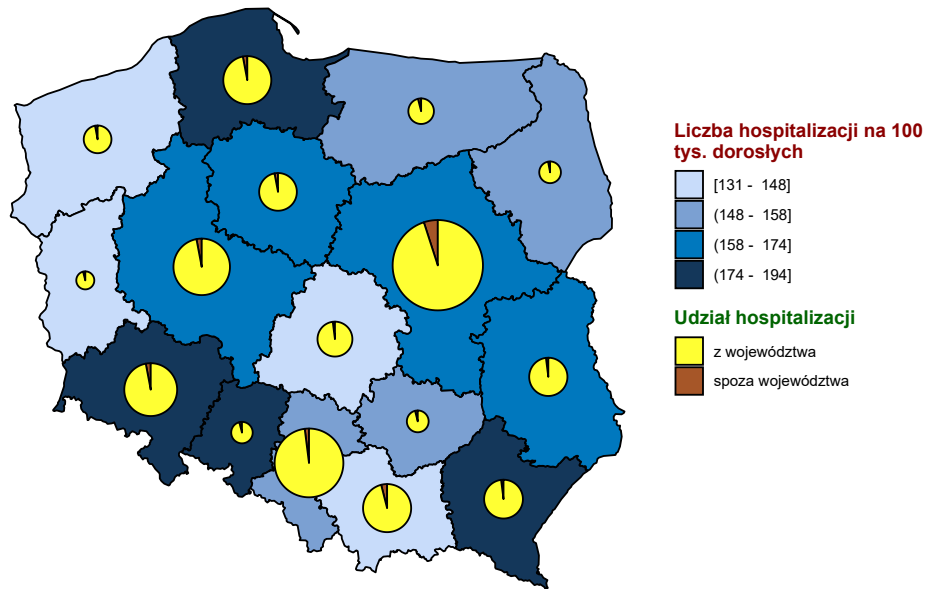 Liczba hospitalizacji na 100
tys. dorosłych
[131 - 148]
(148 - 158]
(158 - 174]
(174 - 194]
Udział hospitalizacji
z województwa
spoza województwa